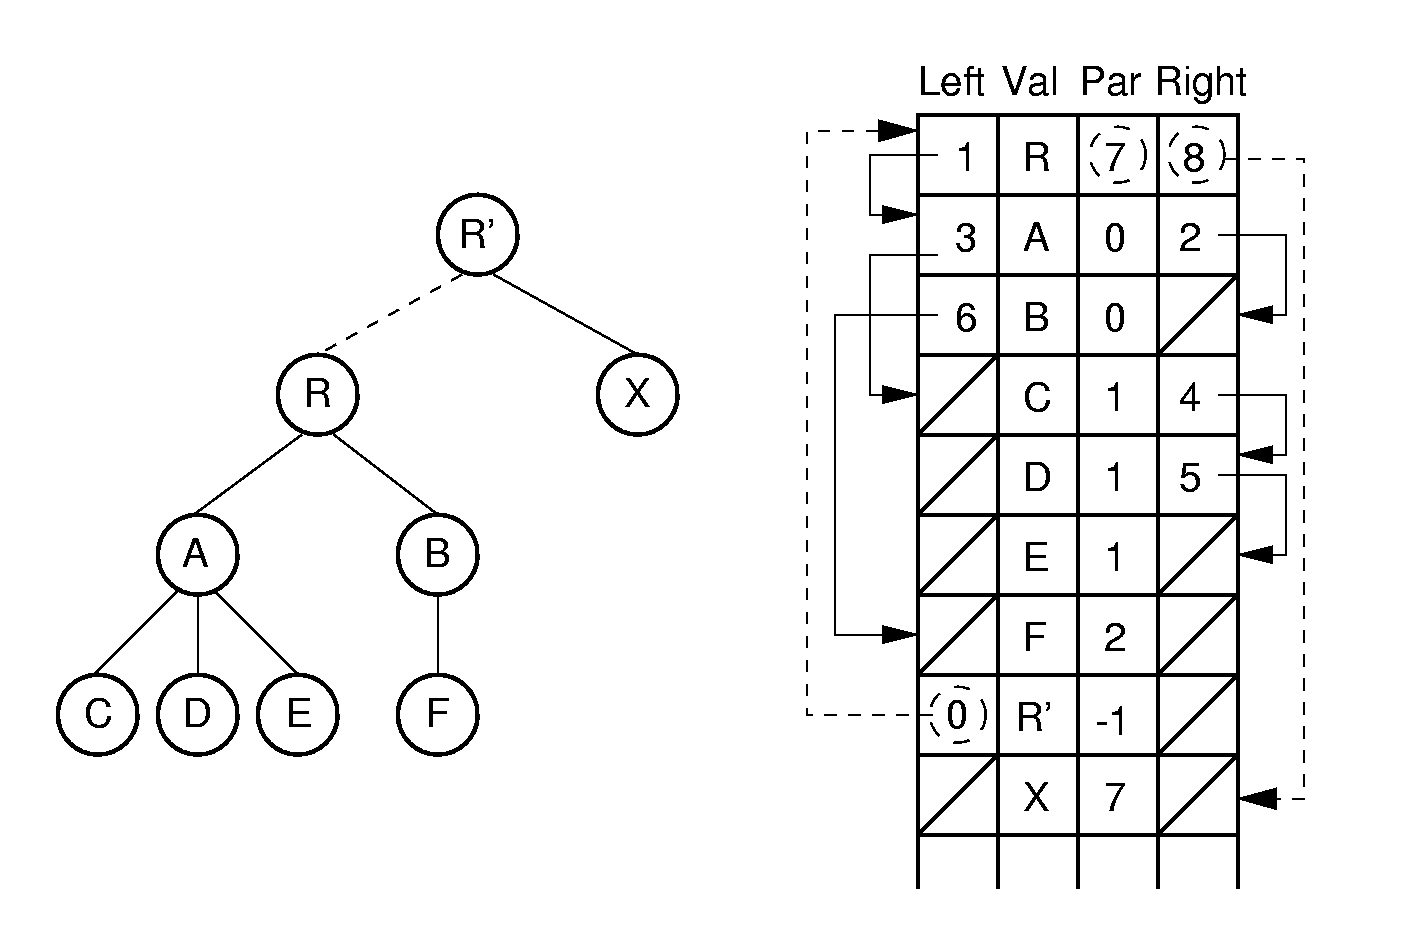 Left Val Par Right
1 R 7 8
R'
3 A 0 2
6 B 0
R X
C 1 4
D 1 5
A B
E 1
F 2
C D E F
0 R' -1
X 7